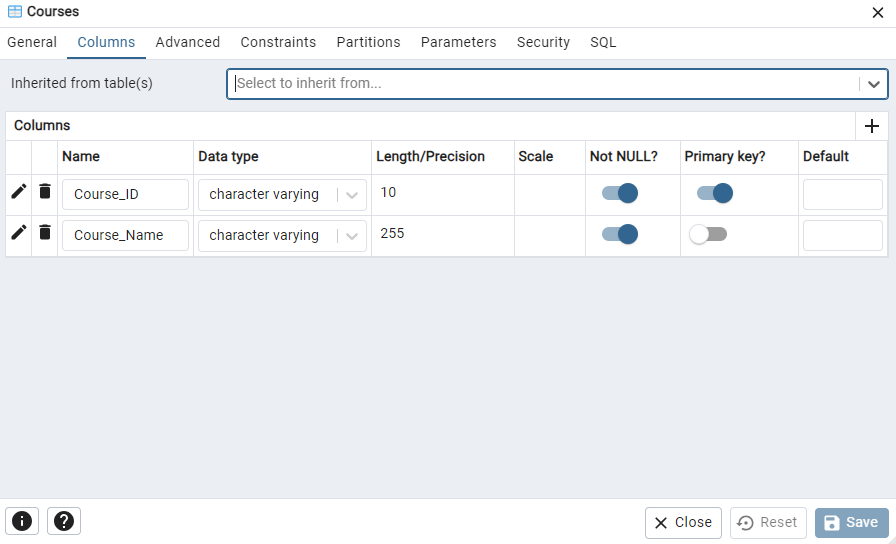 Courses
General Columns Advanced Constraints Partitions Parameters Security SQL
Inherited from table(s) Select to inherit from...
Columns
Name Data type Length/Precision Scale Not NULL? Primary key? Default
Course_ID character varying 10
Course_Name character varying 255
Close Reset Save